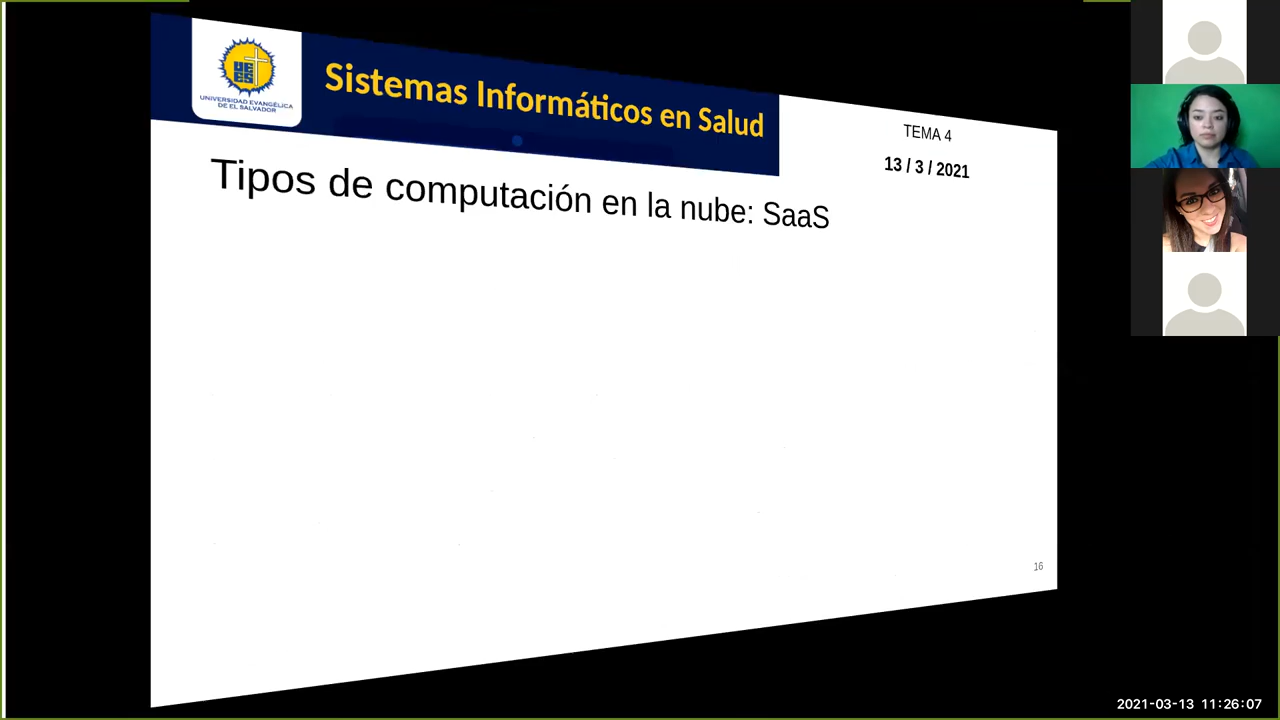 UNIVERSIDAD EVANGÉLICA
DE EL SALVADOR
Sistemas Informáticos en Salud
TEMA 4
13 / 3 / 2021
Tipos de computación en la nube: SaaS
16
2021-03-13 11:26:07